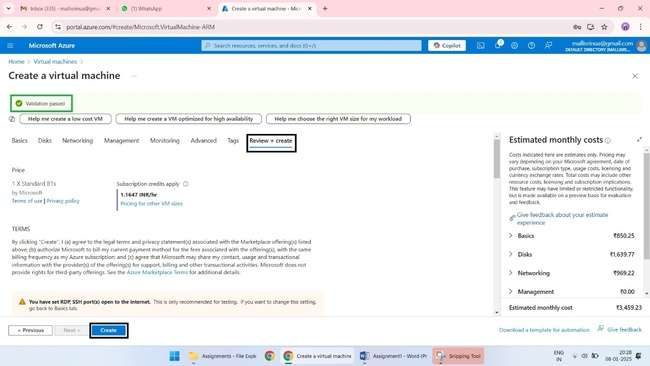 Inbox (335) - mallivinxa@gmai
WhatsApp
Create a virtual machine - Mic
portal.azure.com/#create/Microsoft.VirtualMachine-ARM
Microsoft Azure
Search resources, services, and docs (G+/)
Copilot
DEFAULT DIRECTORY
Home > Virtual machines >
Create a virtual machine
Validation passed
Help me create a low cost VM
Help me create a VM optimized for high availability
Help me choose the right VM size for my workload
Basics Disks Networking Management Monitoring Advanced Tags Review + create
Price
1 X Standard B1s
by Microsoft
Terms of use | Privacy policy
Subscription credits apply
1.1647 INR/hr
Pricing for other VM sizes
TERMS
By clicking "Create", I (a) agree to the legal terms and privacy statement(s) associated with the Marketplace offering(s) listed
above; (b) authorize Microsoft to bill my current payment method for the fees associated with the offering(s), with the same
billing frequency as my Azure subscription; and (c) agree that Microsoft may share my contact, usage and transactional
information with the provider(s) of the offering(s) for support, billing and other transactional activities. Microsoft does not
provide rights for third-party offerings. See the Azure Marketplace Terms for additional details.
You have set RDP, SSH port(s) open to the internet. This is only recommended for testing. If you want to change this setting,
go back to Basics tab.
Estimated monthly costs
Costs indicated here are estimates only. Pricing may
vary depending on your Microsoft agreement, date of
purchase, subscription type, usage costs, licensing and
currency exchange rates. Total costs may include other
resource costs, licensing and subscription implications.
This feature may have limited or restricted functionality,
but is made available on a preview basis for evaluation
and feedback.
Give feedback about your estimate
experience
Basics ₹850.25
Disks ₹1,639.77
Networking ₹969.22
Management ₹0.00
Estimated monthly cost ₹3,459.23
< Previous
Next >
Create
Download a template for automation
Give feedback
Assignments - File Expl
Create a virtual machine
Assignment1 - Word (Pr
Snipping Tool
ENG
IN
20:28
08-01-2025